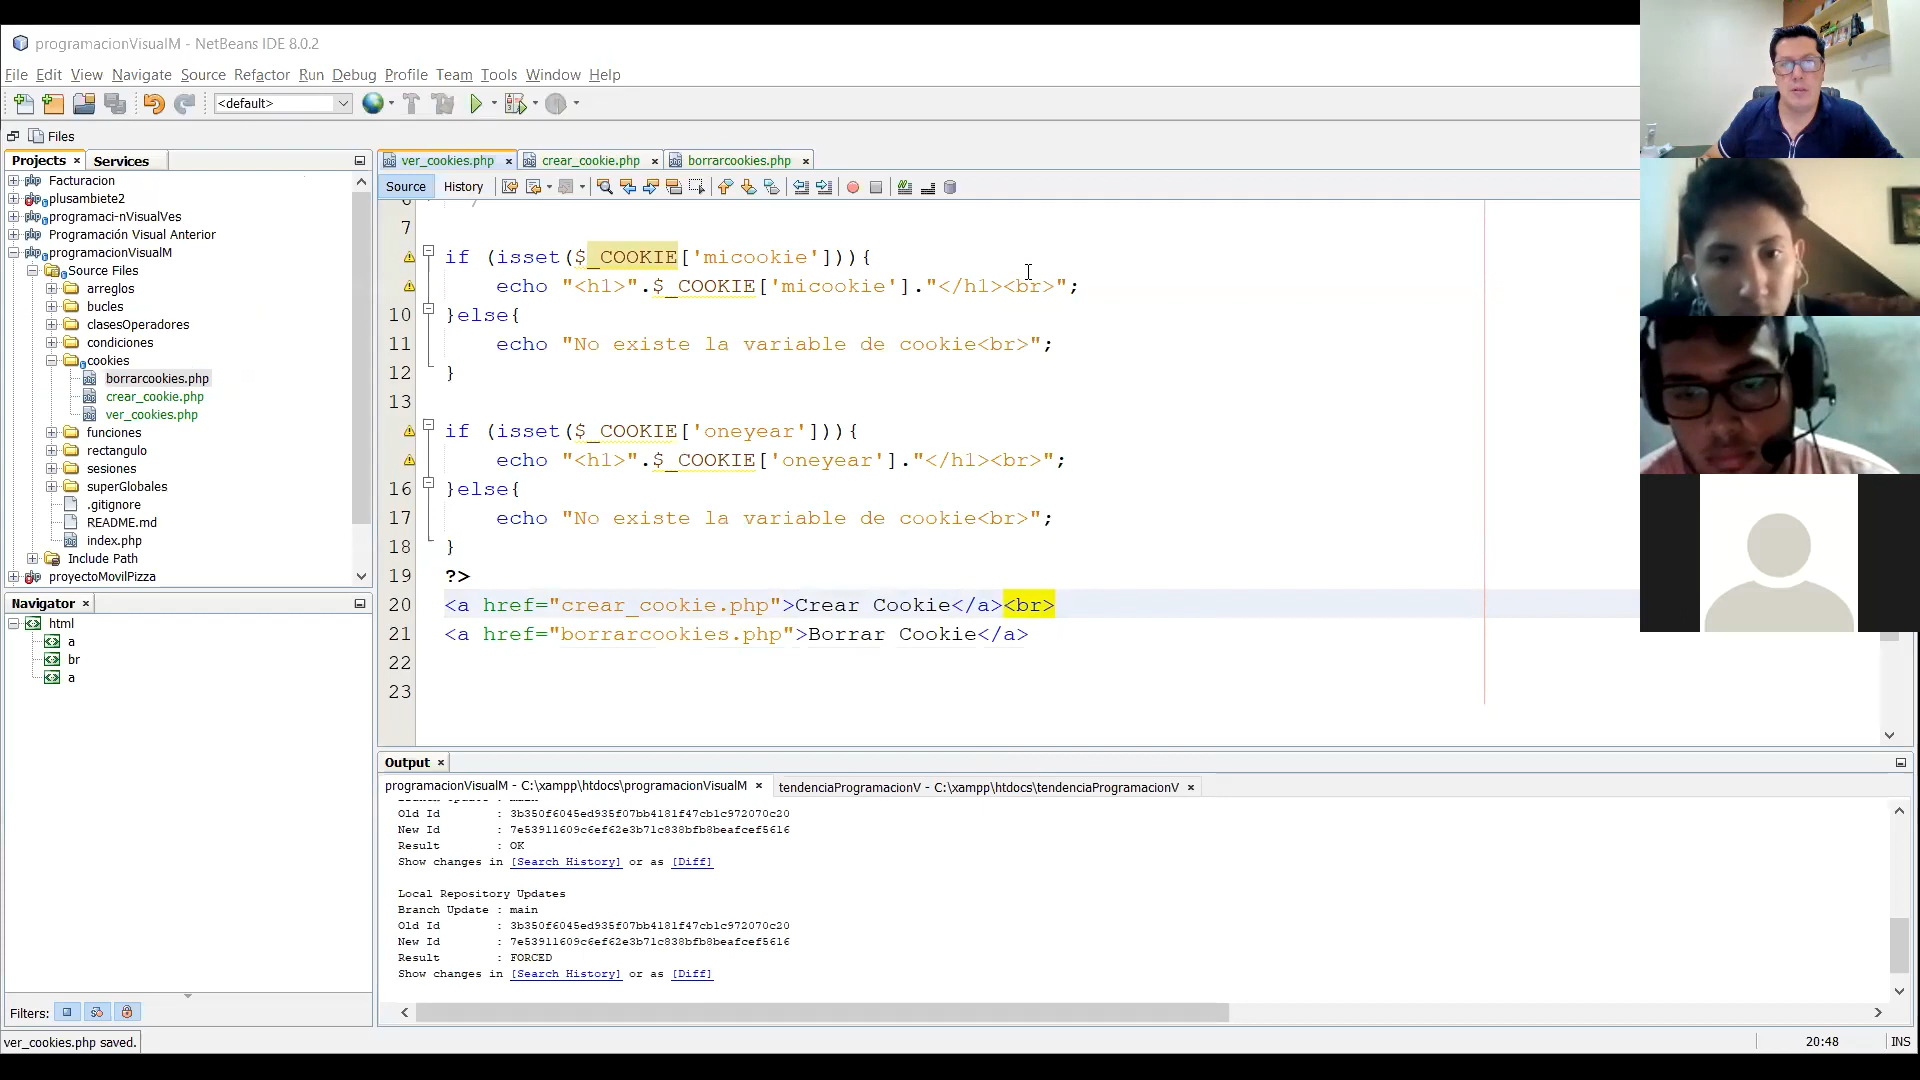 programacionVisualM - NetBeans IDE 8.0.2
File Edit View Navigate Source Refactor Run Debug Profile Team Tools Window Help
<default>
Files
Projects × Services
ver_cookies.php × crear_cookie.php × borrarcookies.php ×
Source History
Facturacion
plusambiete2
programaci-nVisualVes
Programación Visual Anterior
programacionVisualM
Source Files
arreglos
bucles
clasesOperadores
condiciones
cookies
borrarcookies.php
crear_cookie.php
ver_cookies.php
funciones
rectangulo
sesiones
superGlobales
.gitignore
README.md
index.php
Include Path
proyectoMovilPizza
7
if (isset($_COOKIE['micookie'])){
echo "<h1>".$_COOKIE['micookie']."</h1><br>";
10 }else{
11 echo "No existe la variable de cookie<br>";
12 }
13
if (isset($_COOKIE['oneyear'])){
echo "<h1>".$_COOKIE['oneyear']."</h1><br>";
16 }else{
17 echo "No existe la variable de cookie<br>";
18 }
19 ?>
20 <a href="crear_cookie.php">Crear Cookie</a><br>
21 <a href="borrarcookies.php">Borrar Cookie</a>
22
23
Navigator ×
html
a
br
a
Filters:
Output ×
programacionVisualM - C:\xampp\htdocs\programacionVisualM × tendenciaProgramacionV - C:\xampp\htdocs\tendenciaProgramacionV ×
Branch Update : main
Old Id : 3b350f6045ed935f07bb4181f47cb1c972070c20
New Id : 7e53911609c6ef62e3b71c838bfb8beafcef5616
Result : OK
Show changes in [Search History] or as [Diff]
Local Repository Updates
Branch Update : main
Old Id : 3b350f6045ed935f07bb4181f47cb1c972070c20
New Id : 7e53911609c6ef62e3b71c838bfb8beafcef5616
Result : FORCED
Show changes in [Search History] or as [Diff]
ver_cookies.php saved.
20:48 INS